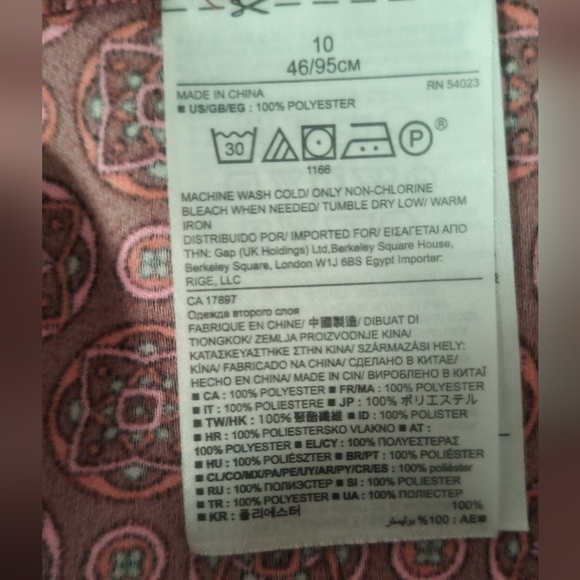 10
46/95CM
MADE IN CHINA
RN 54023
■ US/GB/EG : 100% POLYESTER
30
P ®
1166
MACHINE WASH COLD/ ONLY NON-CHLORINE
BLEACH WHEN NEEDED/ TUMBLE DRY LOW/ WARM
IRON
DISTRIBUIDO POR/ IMPORTED FOR/ ΕΙΣΑΓΕΤΑΙ ΑΠΟ
ΤΗΝ: Gap (UK Holdings) Ltd,Berkeley Square House,
Berkeley Square, London W1J 6BS Egypt Importer:
RIGE, LLC
CA 17897
Одежда второго слоя
FABRIQUE EN CHINE/ 中國製造/ DIBUAT DI
TIONGKOK/ ZEMLJA PROIZVODNJE KINA/
ΚΑΤΑΣΚΕΥΑΣΤΗΚΕ ΣΤΗΝ ΚΙΝΑ/ SZÁRMAZÁSI HELY:
KÍNA/ FABRICADO NA CHINA/ СДЕЛАНО В КИТАЕ/
HECHO EN CHINA/ MADE IN CIN/ ВИРОБЛЕНО В КИТАЇ
■ CA : 100% POLYESTER ■ FR/MA : 100% POLYESTER
■ IT : 100% POLIESTERE ■ JP : 100% ポリエステル
■ TW/HK : 100% 聚酯纖維 ■ ID : 100% POLISTER
■ HR : 100% POLIESTERSKO VLAKNO ■ AT :
100% POLYESTER ■ EL/CY : 100% ΠΟΛΥΕΣΤΕΡΑΣ
■ HU : 100% POLIÉSZTER ■ BR/PT : 100% POLIÉSTER
■ CL/CO/MX/PA/PE/UY/AR/PY/CR/ES : 100% poliéster
■ RU : 100% ПОЛИЭСТЕР ■ SI : 100% POLIESTER
■ TR : 100% POLYESTER ■ UA : 100% ПОЛІЕСТЕР
■ KR : 폴리에스터 100%
■ AE : 100% بوليستر